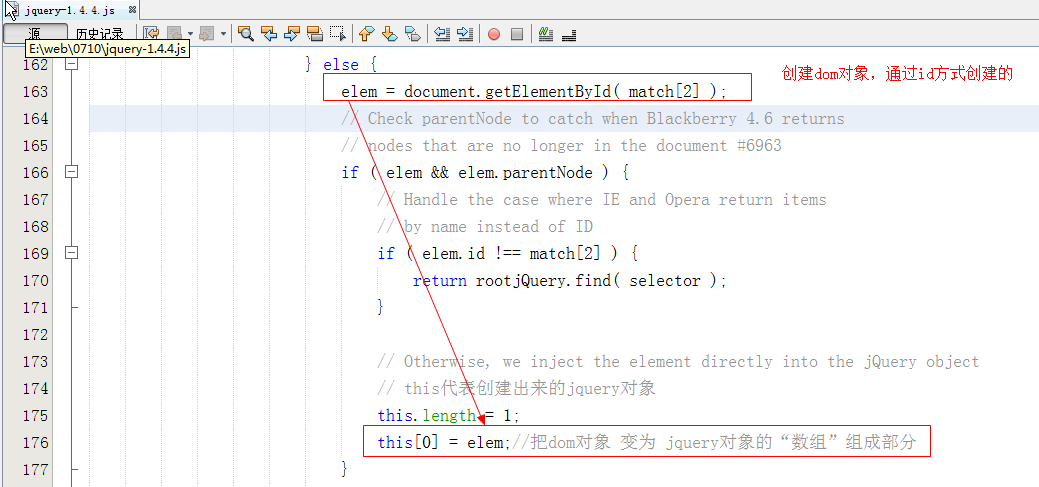 jquery-1.4.4.js
源 历史记录
E:\web\0710\jquery-1.4.4.js
162 } else { 创建dom对象，通过id方式创建的
163 elem = document.getElementById( match[2] );
164 // Check parentNode to catch when Blackberry 4.6 returns
165 // nodes that are no longer in the document #6963
166 if ( elem && elem.parentNode ) {
167 // Handle the case where IE and Opera return items
168 // by name instead of ID
169 if ( elem.id !== match[2] ) {
170 return rootjQuery.find( selector );
171 }
172
173 // Otherwise, we inject the element directly into the jQuery object
174 // this代表创建出来的jquery对象
175 this.length = 1;
176 this[0] = elem;//把dom对象 变为 jquery对象的“数组”组成部分
177 }